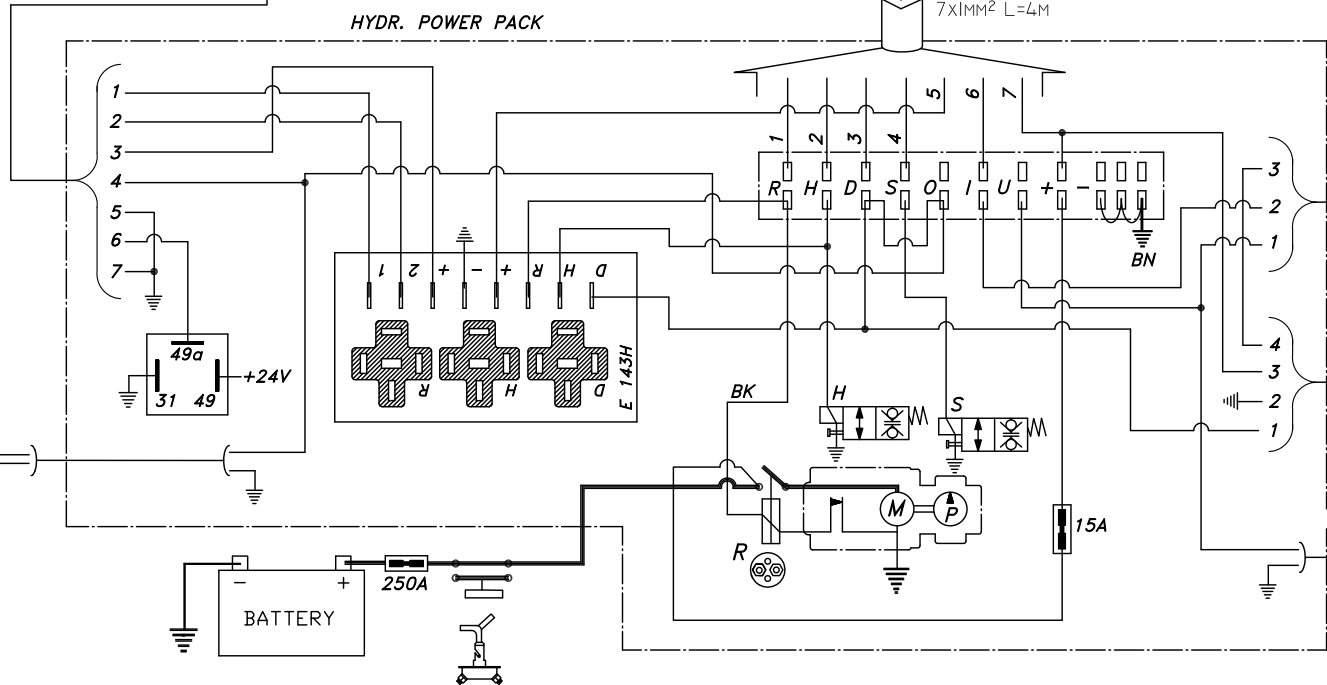 HYDR. POWER PACK
7x1MM² L=4M
1
2
3
4
5
6
7
1 2 3 4 5 6 7
R H D S O I U + -
BN
3
2
1
4
3
2
1
1 2 + - + R H D
R H D
E 143H
49a
31 49
+24V
BK
H
S
M
P
R
15A
250A
- +
BATTERY